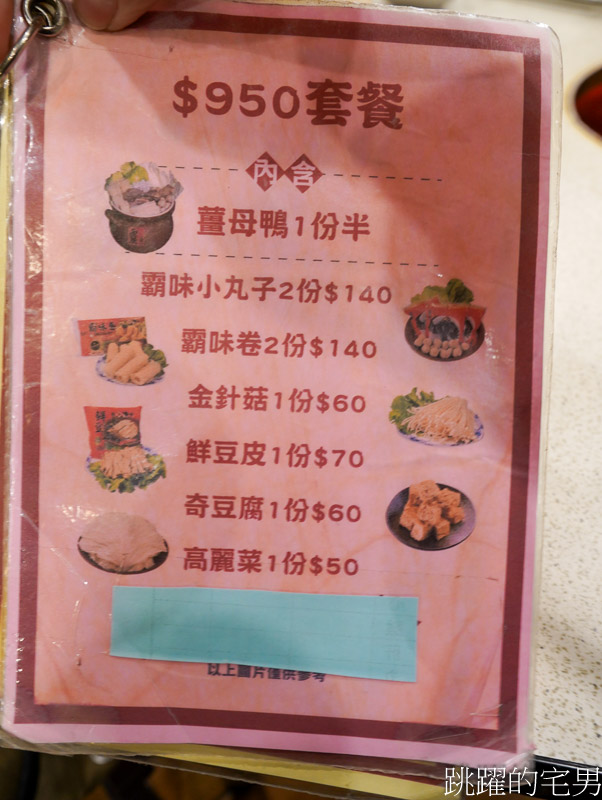 $950套餐
內含
薑母鴨1份半
霸味小丸子2份$140
霸味卷2份$140
金針菇1份$60
鮮豆皮1份$70
奇豆腐1份$60
高麗菜1份$50
以上圖片僅供參考
跳躍的宅男